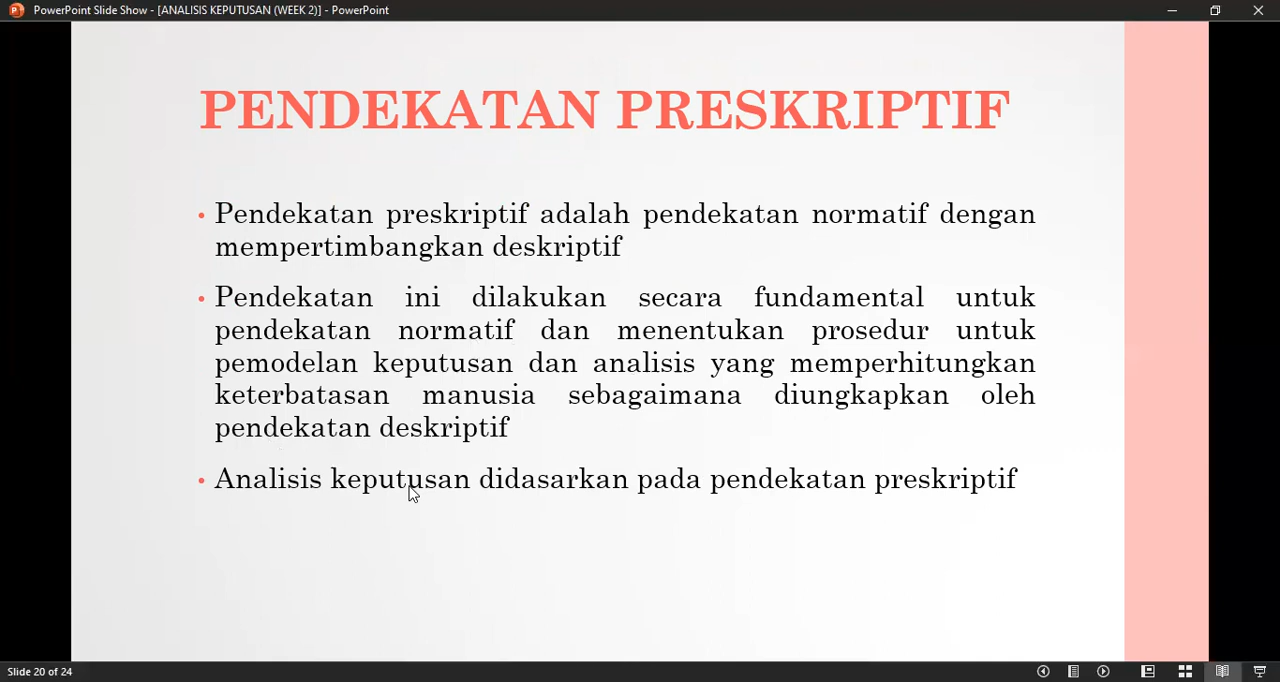 PowerPoint Slide Show - [ANALISIS KEPUTUSAN (WEEK 2)] - PowerPoint
PENDEKATAN PRESKRIPTIF
• Pendekatan preskriptif adalah pendekatan normatif dengan
mempertimbangkan deskriptif
• Pendekatan ini dilakukan secara fundamental untuk
pendekatan normatif dan menentukan prosedur untuk
pemodelan keputusan dan analisis yang memperhitungkan
keterbatasan manusia sebagaimana diungkapkan oleh
pendekatan deskriptif
• Analisis keputusan didasarkan pada pendekatan preskriptif
Slide 20 of 24